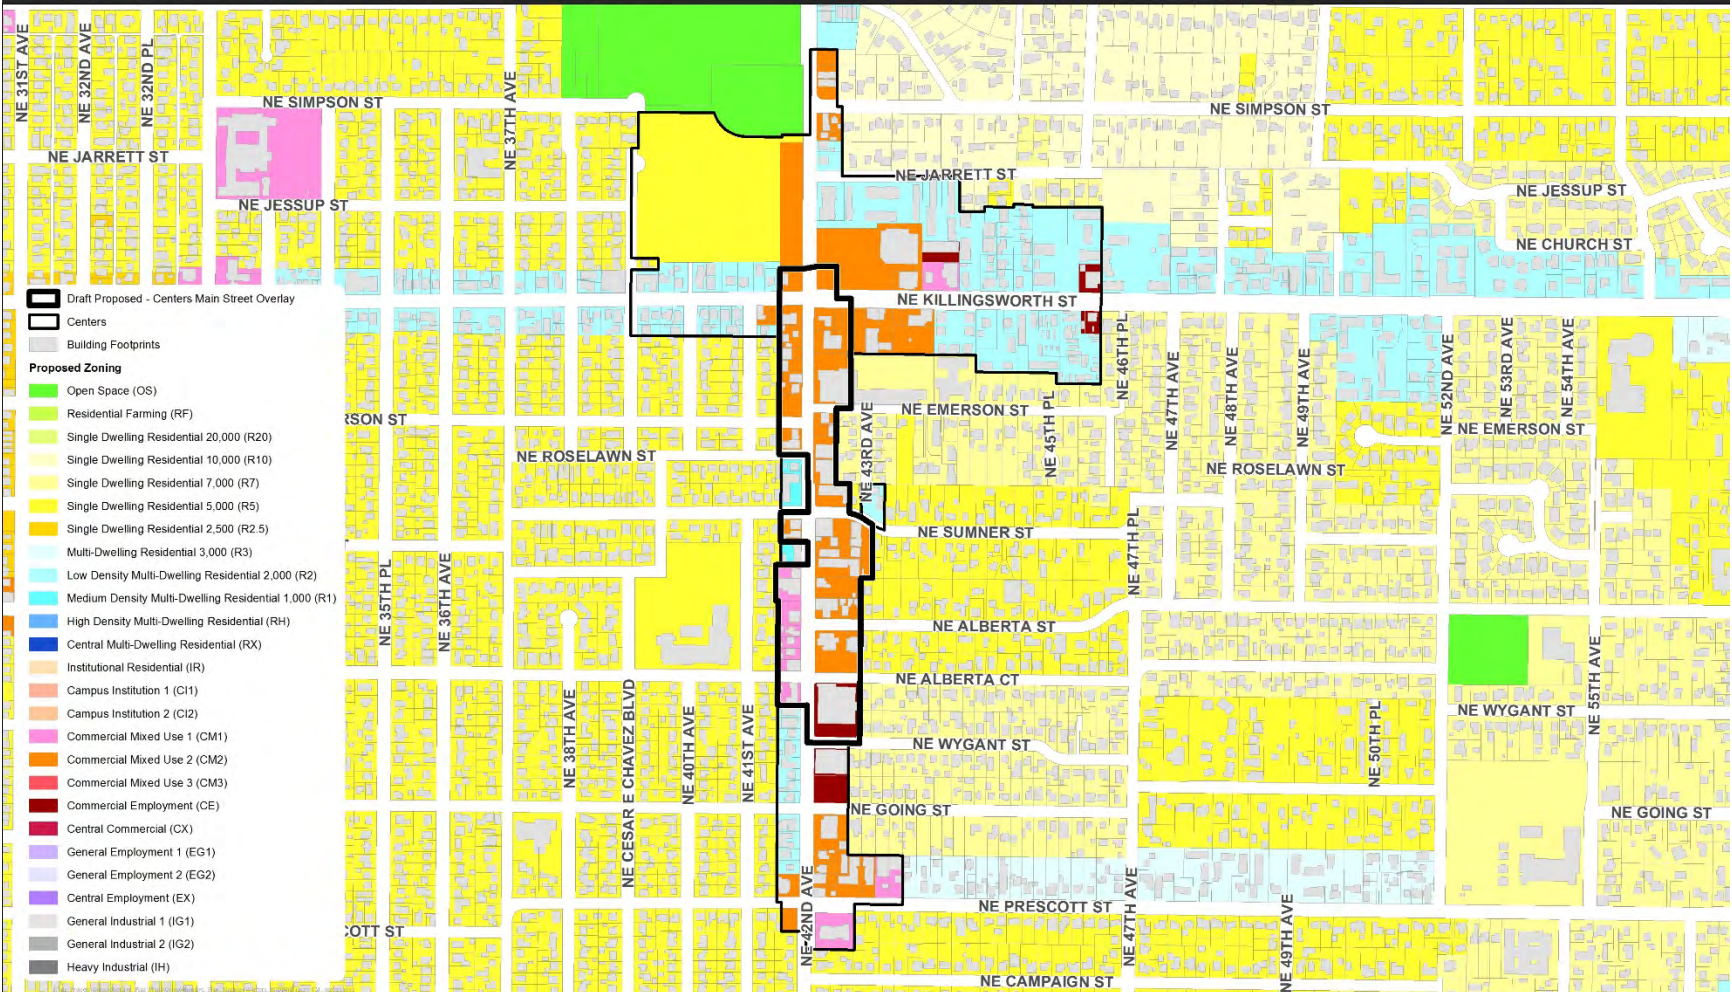 NE 31ST AVE
NE 32ND AVE
NE 32ND PL
NE 37TH AVE
NE SIMPSON ST
NE SIMPSON ST
NE JARRETT ST
NE JARRETT ST
NE JESSUP ST
NE JESSUP ST
NE CHURCH ST
NE KILLINGSWORTH ST
Draft Proposed - Centers Main Street Overlay
Centers
Building Footprints
Proposed Zoning
Open Space (OS)
Residential Farming (RF)
Single Dwelling Residential 20,000 (R20)
Single Dwelling Residential 10,000 (R10)
Single Dwelling Residential 7,000 (R7)
Single Dwelling Residential 5,000 (R5)
Single Dwelling Residential 2,500 (R2.5)
Multi-Dwelling Residential 3,000 (R3)
Low Density Multi-Dwelling Residential 2,000 (R2)
Medium Density Multi-Dwelling Residential 1,000 (R1)
High Density Multi-Dwelling Residential (RH)
Central Multi-Dwelling Residential (RX)
Institutional Residential (IR)
Campus Institution 1 (CI1)
Campus Institution 2 (CI2)
Commercial Mixed Use 1 (CM1)
Commercial Mixed Use 2 (CM2)
Commercial Mixed Use 3 (CM3)
Commercial Employment (CE)
Central Commercial (CX)
General Employment 1 (EG1)
General Employment 2 (EG2)
Central Employment (EX)
General Industrial 1 (IG1)
General Industrial 2 (IG2)
Heavy Industrial (IH)
NE 46TH PL
NE 47TH AVE
NE 48TH AVE
NE 49TH AVE
NE 52ND AVE
NE 53RD AVE
NE 54TH AVE
RSON ST
NE EMERSON ST
NE EMERSON ST
NE 43RD AVE
NE 45TH PL
NE ROSELAWN ST
NE ROSELAWN ST
NE SUMNER ST
NE 47TH PL
NE 35TH PL
NE 36TH AVE
NE ALBERTA ST
NE ALBERTA CT
NE 55TH AVE
NE 38TH AVE
NE CESAR E CHAVEZ BLVD
NE 40TH AVE
NE 41ST AVE
NE WYGANT ST
NE WYGANT ST
NE 50TH PL
NE GOING ST
NE GOING ST
NE 42ND AVE
NE 47TH AVE
NE 49TH AVE
NE PRESCOTT ST
COTT ST
NE CAMPAIGN ST